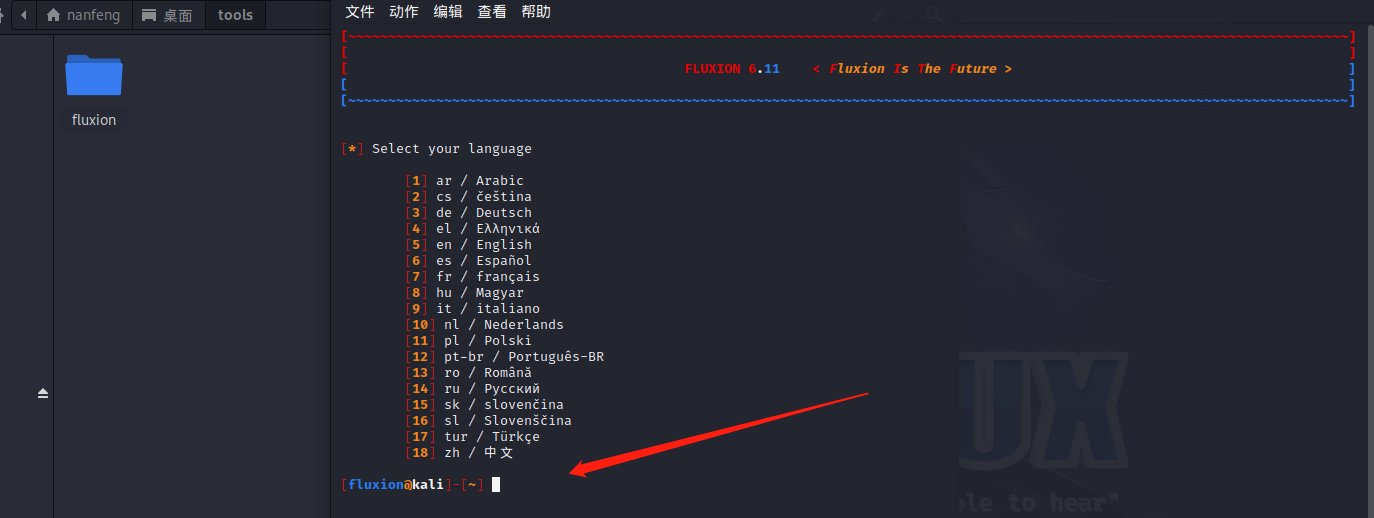 nanfeng 桌面 tools
fluxion
文件 动作 编辑 查看 帮助
[~~~~~~~~~~~~~~~~~~~~~~~~~~~~~~~~~~~~~~~~~~~~~~~~~~~~~~~~~~~~~~~~~~~~~~~~~~~~~~~~~~~~~~~~~~~~~~~~~~~~~~~~~~~~~~~~~~~~~~~~~~~~~]
[ ]
[ FLUXION 6.11 < Fluxion Is The Future > ]
[ ]
[~~~~~~~~~~~~~~~~~~~~~~~~~~~~~~~~~~~~~~~~~~~~~~~~~~~~~~~~~~~~~~~~~~~~~~~~~~~~~~~~~~~~~~~~~~~~~~~~~~~~~~~~~~~~~~~~~~~~~~~~~~~~~]
[*] Select your language
[1] ar / Arabic
[2] cs / čeština
[3] de / Deutsch
[4] el / Ελληνικά
[5] en / English
[6] es / Español
[7] fr / français
[8] hu / Magyar
[9] it / italiano
[10] nl / Nederlands
[11] pl / Polski
[12] pt-br / Português-BR
[13] ro / Română
[14] ru / Русский
[15] sk / slovenčina
[16] sl / Slovenščina
[17] tur / Türkçe
[18] zh / 中文
[fluxion@kali]-[~]
UX
to hear"